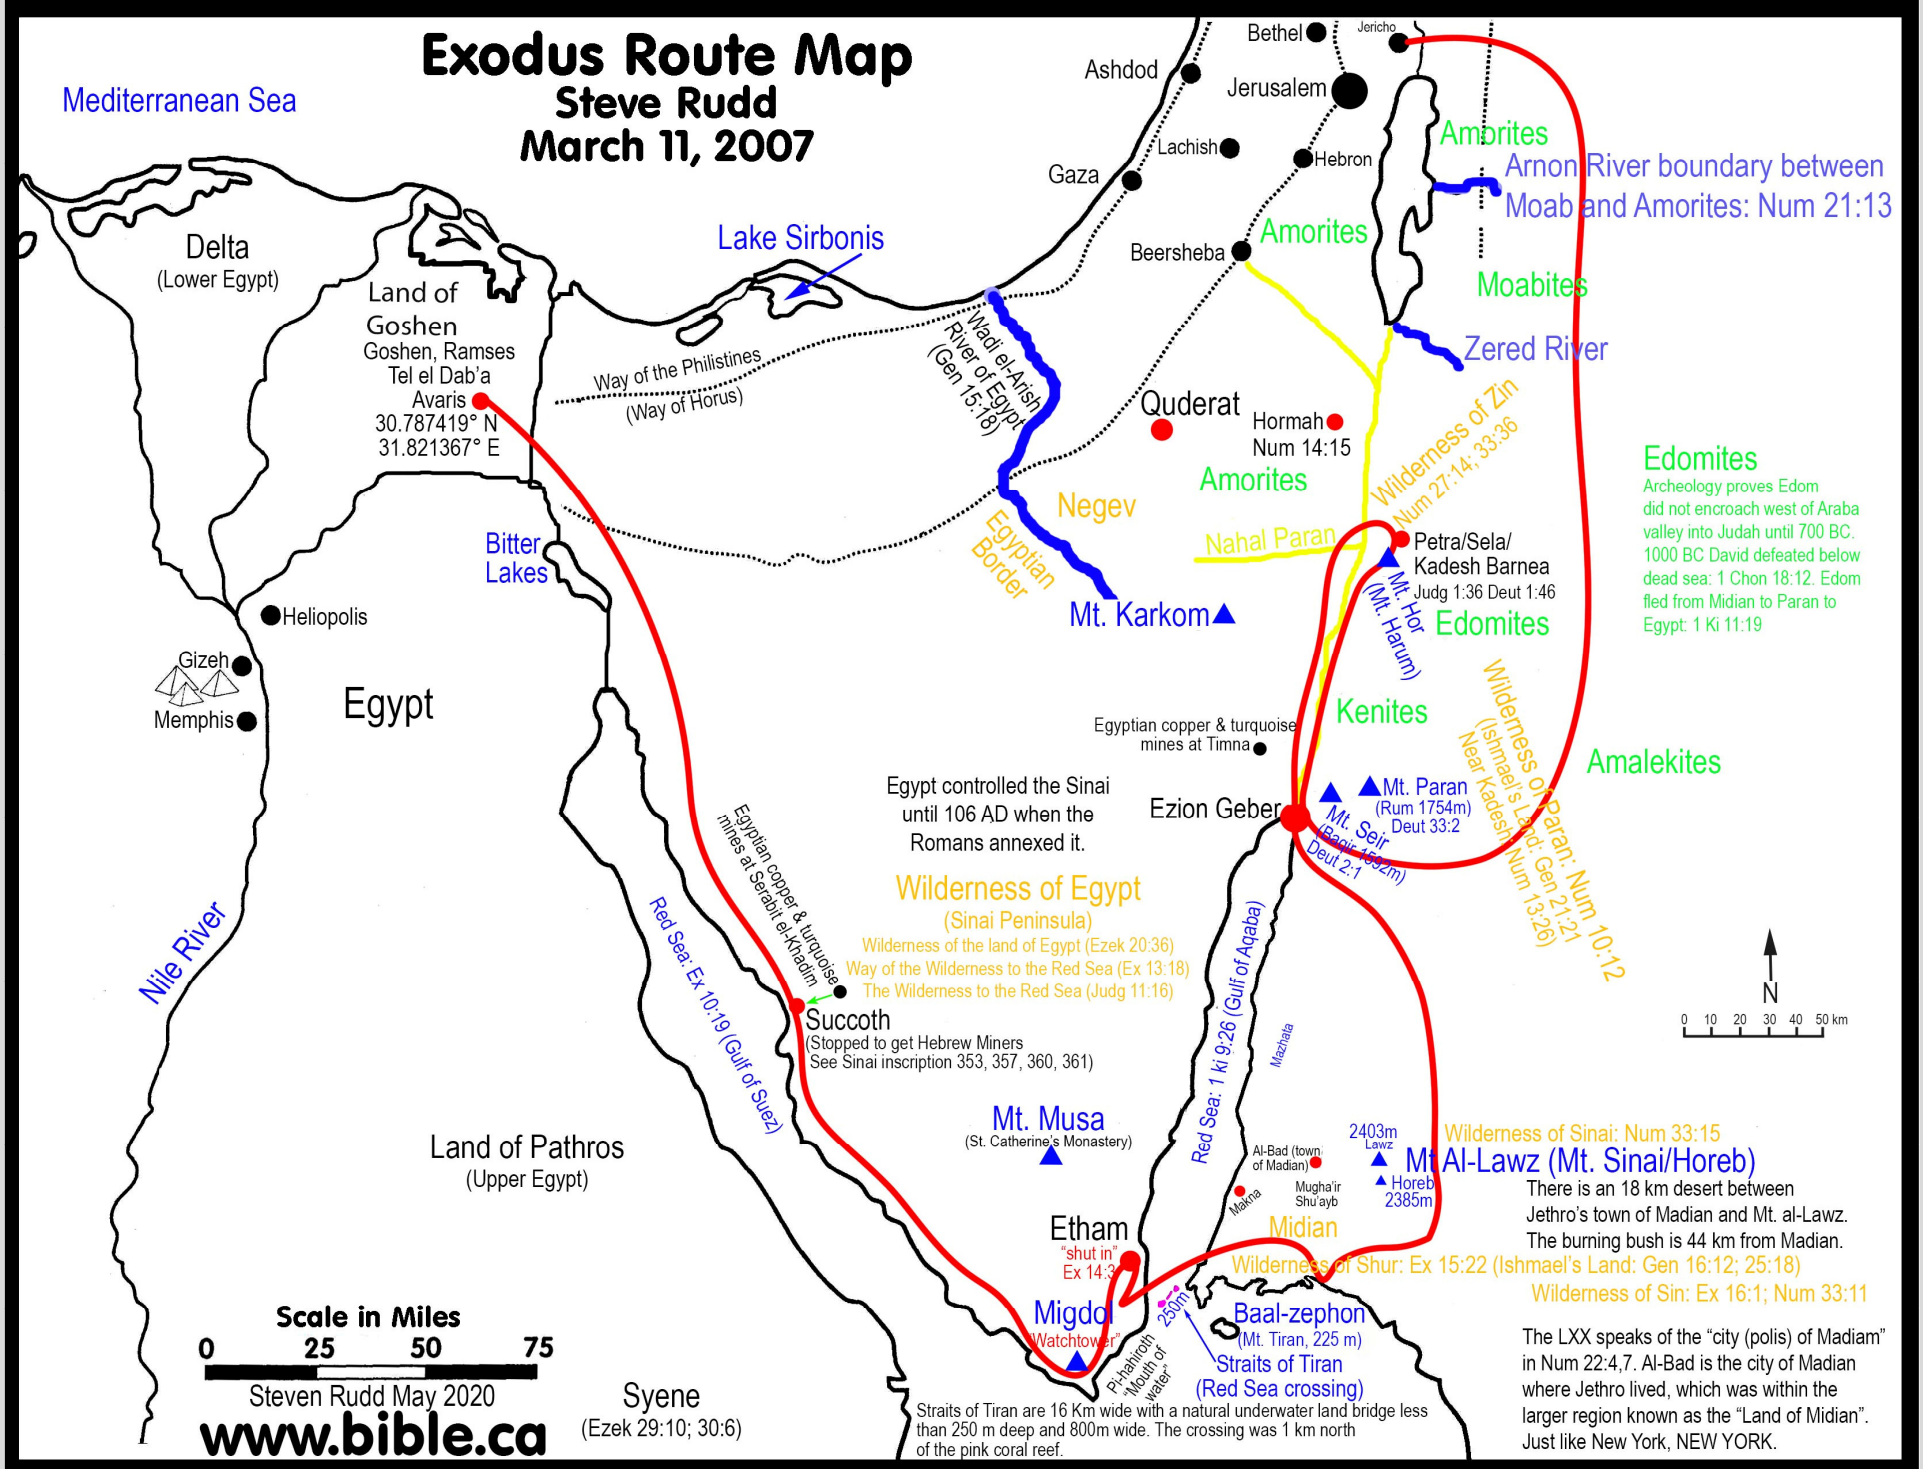 Exodus Route Map
Steve Rudd
March 11, 2007
Mediterranean Sea
Bethel
Jericho
Ashdod
Jerusalem
Amorites
Lachish
Hebron
Arnon River boundary between
Moab and Amorites: Num 21:13
Gaza
Delta
(Lower Egypt)
Lake Sirbonis
Beersheba
Amorites
Moabites
Land of
Goshen
Goshen, Ramses
Tel el Dab'a
Avaris
30.787419° N
31.821367° E
Way of the Philistines
(Way of Horus)
Wadi el-Arish
River of Egypt
(Gen 15:18)
Zered River
Quderat
Hormah
Num 14:15
Wilderness of Zin
Num 27:14; 33:36
Amorites
Negev
Egyptian
Border
Nahal Paran
Edomites
Archeology proves Edom
did not encroach west of Araba
valley into Judah until 700 BC.
1000 BC David defeated below
dead sea: 1 Chon 18:12. Edom
fled from Midian to Paran to
Egypt: 1 Ki 11:19
Bitter
Lakes
Petra/Sela/
Kadesh Barnea
Judg 1:36 Deut 1:46
Mt. Hor
(Mt. Harum)
Edomites
Mt. Karkom
Heliopolis
Gizeh
Memphis
Egypt
Kenites
Egyptian copper & turquoise
mines at Timna
Wilderness of Paran: Num 10:12
(Ishmael's Land: Gen 21:21
Near Kadesh: Num 13:26)
Amalekites
Egypt controlled the Sinai
until 106 AD when the
Romans annexed it.
Ezion Geber
Mt. Paran
(Rum 1754m)
Deut 33:2
Mt. Seir
(Baqir 1592m)
Deut 2:1
Egyptian copper & turquoise
mines at Serabit el-Khadim
Wilderness of Egypt
(Sinai Peninsula)
Wilderness of the land of Egypt (Ezek 20:36)
Way of the Wilderness to the Red Sea (Ex 13:18)
The Wilderness to the Red Sea (Judg 11:16)
Nile River
Red Sea: Ex 10:19 (Gulf of Suez)
Red Sea: 1 ki 9:26 (Gulf of Aqaba)
Mazhata
N
0 10 20 30 40 50 km
Succoth
(Stopped to get Hebrew Miners
See Sinai inscription 353, 357, 360, 361)
Mt. Musa
(St. Catherine's Monastery)
Land of Pathros
(Upper Egypt)
Al-Bad (town
of Madian)
Mugha'ir
Shu'ayb
Makna
2403m
Lawz
Horeb
2385m
Wilderness of Sinai: Num 33:15
Mt Al-Lawz (Mt. Sinai/Horeb)
There is an 18 km desert between
Jethro's town of Madian and Mt. al-Lawz.
The burning bush is 44 km from Madian.
Midian
Etham
"shut in"
Ex 14:3
Wilderness of Shur: Ex 15:22 (Ishmael's Land: Gen 16:12; 25:18)
Wilderness of Sin: Ex 16:1; Num 33:11
Migdol
"Watchtower"
Pi-hahiroth
"Mouth of
water"
250m
Baal-zephon
(Mt. Tiran, 225 m)
Straits of Tiran
(Red Sea crossing)
The LXX speaks of the "city (polis) of Madiam"
in Num 22:4,7. Al-Bad is the city of Madian
where Jethro lived, which was within the
larger region known as the "Land of Midian".
Just like New York, NEW YORK.
Scale in Miles
0 25 50 75
Steven Rudd May 2020
www.bible.ca
Syene
(Ezek 29:10; 30:6)
Straits of Tiran are 16 Km wide with a natural underwater land bridge less
than 250 m deep and 800m wide. The crossing was 1 km north
of the pink coral reef.